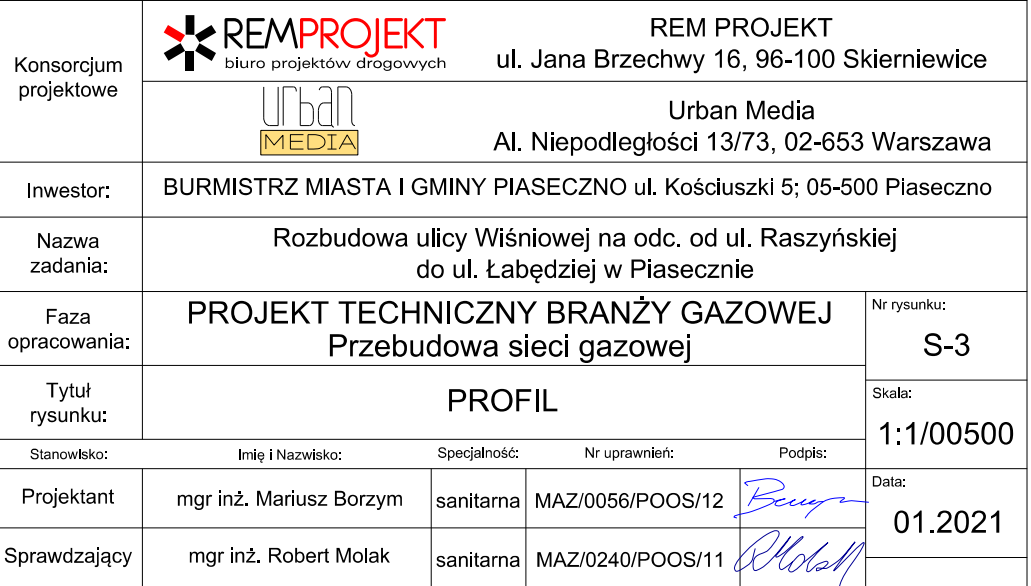 Konsorcjum
projektowe
REMPROJEKT
biuro projektów drogowych
REM PROJEKT
ul. Jana Brzechwy 16, 96-100 Skierniewice
urban
MEDIA
Urban Media
Al. Niepodległości 13/73, 02-653 Warszawa
Inwestor:
BURMISTRZ MIASTA I GMINY PIASECZNO ul. Kościuszki 5; 05-500 Piaseczno
Nazwa
zadania:
Rozbudowa ulicy Wiśniowej na odc. od ul. Raszyńskiej
do ul. Łabędziej w Piasecznie
Faza
opracowania:
PROJEKT TECHNICZNY BRANŻY GAZOWEJ
Przebudowa sieci gazowej
Nr rysunku:
S-3
Tytuł
rysunku:
PROFIL
Skala:
1:1/00500
Stanowisko:
Imię i Nazwisko:
Specjalność:
Nr uprawnień:
Podpis:
Projektant
mgr inż. Mariusz Borzym
sanitarna
MAZ/0056/POOS/12
Data:
01.2021
Sprawdzający
mgr inż. Robert Molak
sanitarna
MAZ/0240/POOS/11